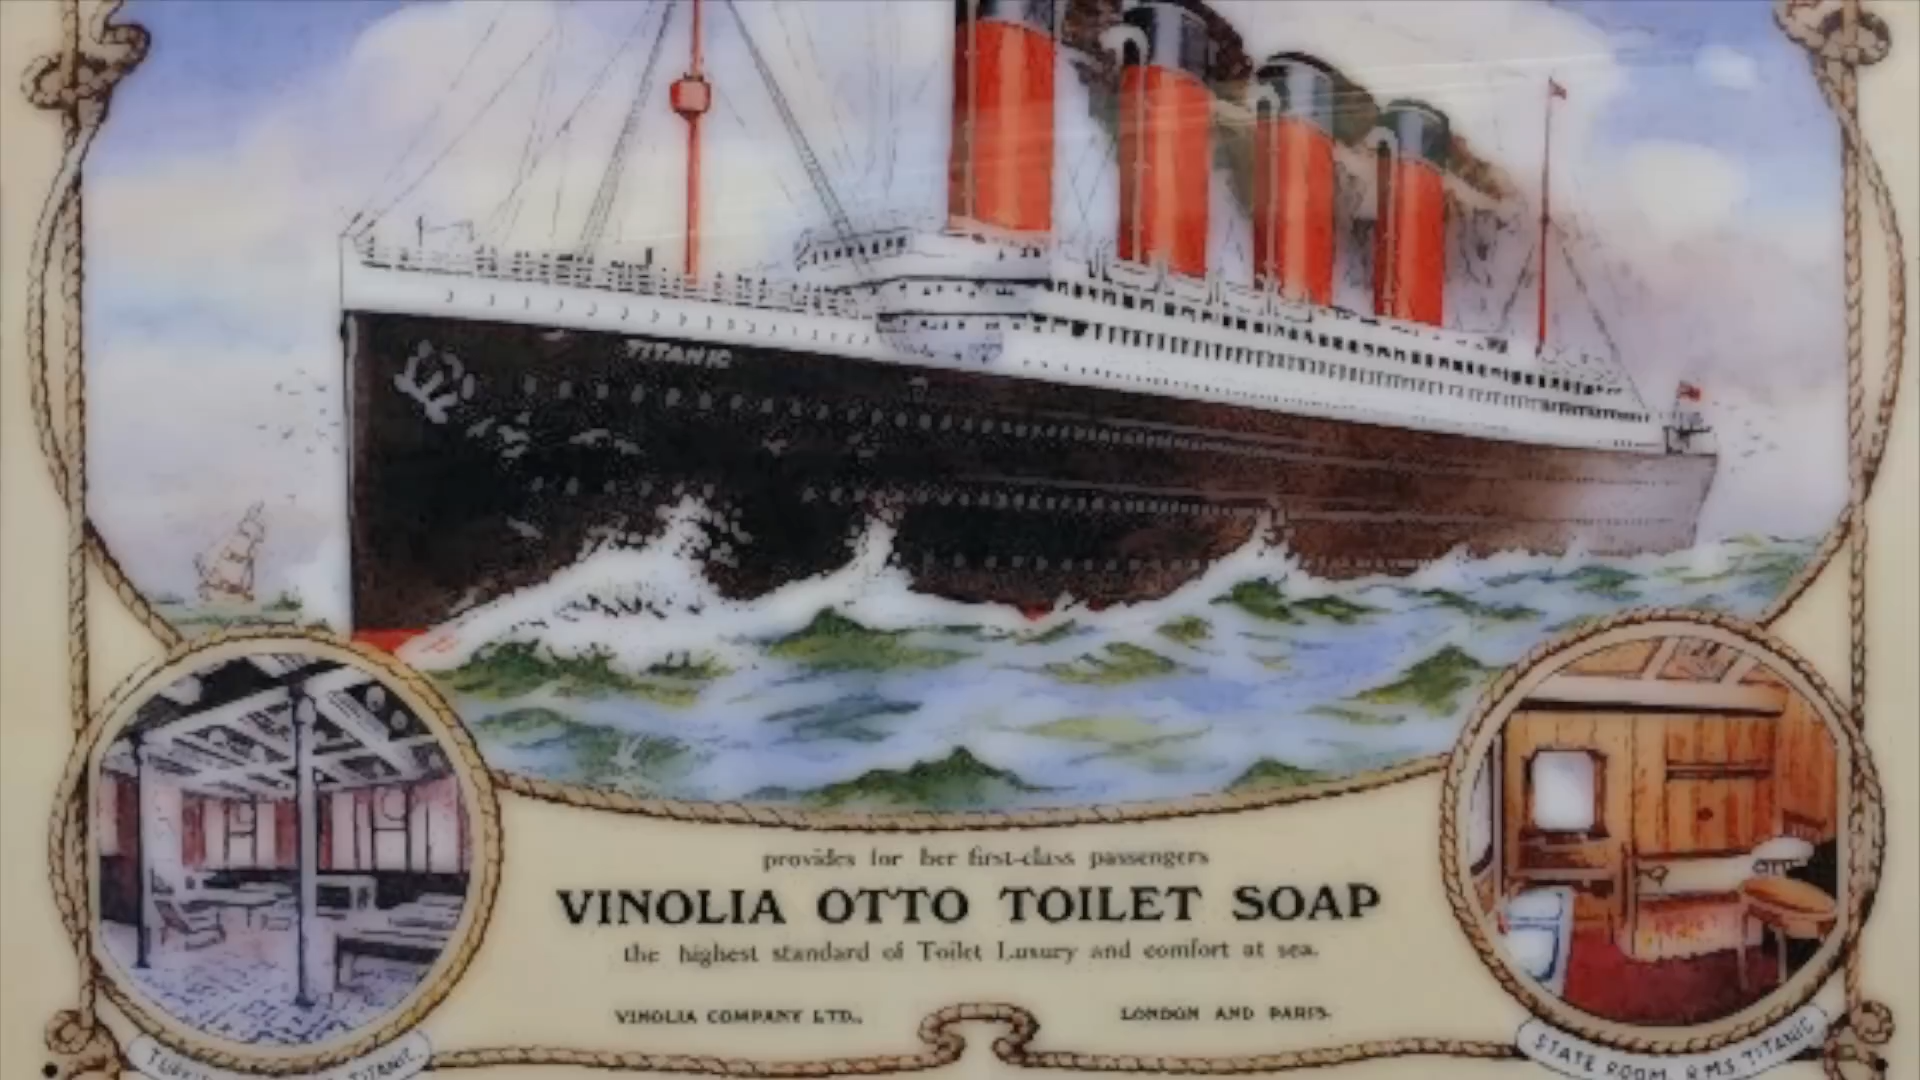 TITANIC
provides for her first-class passengers
VINOLIA OTTO TOILET SOAP
the highest standard of Toilet Luxury and comfort at sea.
VINOLIA COMPANY LTD., LONDON AND PARIS.
TITANIC.
STATE ROOM, R.M.S. TITANIC